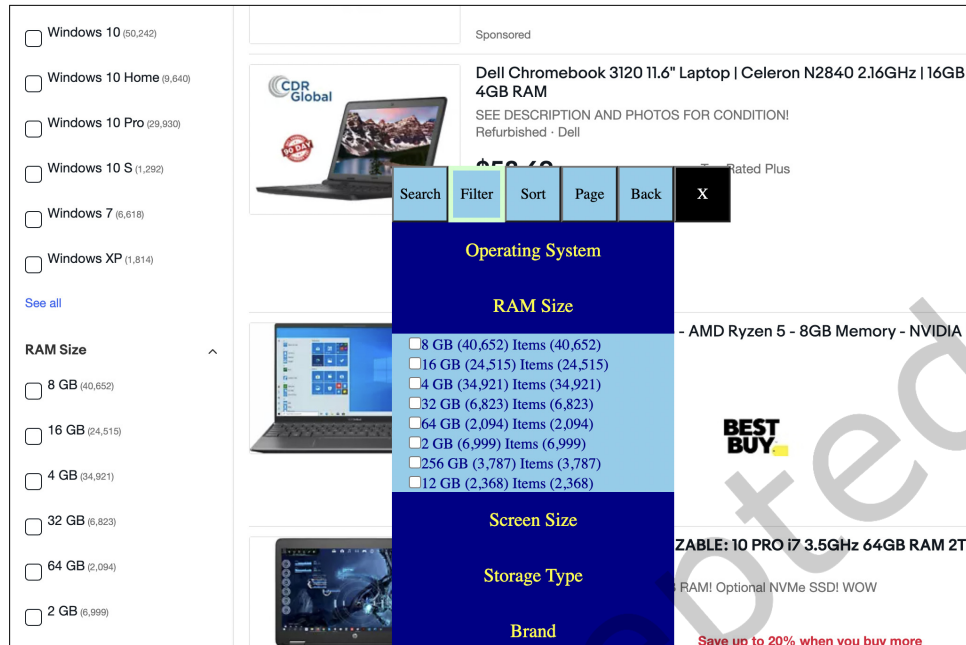 Windows 10 (50,242)
Windows 10 Home (9,640)
Windows 10 Pro (29,930)
Windows 10 S (1,292)
Windows 7 (6,618)
Windows XP (1,814)
See all
RAM Size
8 GB (40,652)
16 GB (24,515)
4 GB (34,921)
32 GB (6,823)
64 GB (2,094)
2 GB (6,999)
Sponsored
CDR
Global
90 DAY
Dell Chromebook 3120 11.6" Laptop | Celeron N2840 2.16GHz | 16GB
4GB RAM
SEE DESCRIPTION AND PHOTOS FOR CONDITION!
Refurbished · Dell
Rated Plus
Search Filter Sort Page Back X
Operating System
RAM Size
8 GB (40,652) Items (40,652)
16 GB (24,515) Items (24,515)
4 GB (34,921) Items (34,921)
32 GB (6,823) Items (6,823)
64 GB (2,094) Items (2,094)
2 GB (6,999) Items (6,999)
256 GB (3,787) Items (3,787)
12 GB (2,368) Items (2,368)
Screen Size
Storage Type
Brand
- AMD Ryzen 5 - 8GB Memory - NVIDIA
BEST
BUY
ZABLE: 10 PRO i7 3.5GHz 64GB RAM 2T
RAM! Optional NVMe SSD! WOW
Save up to 20% when you buy more